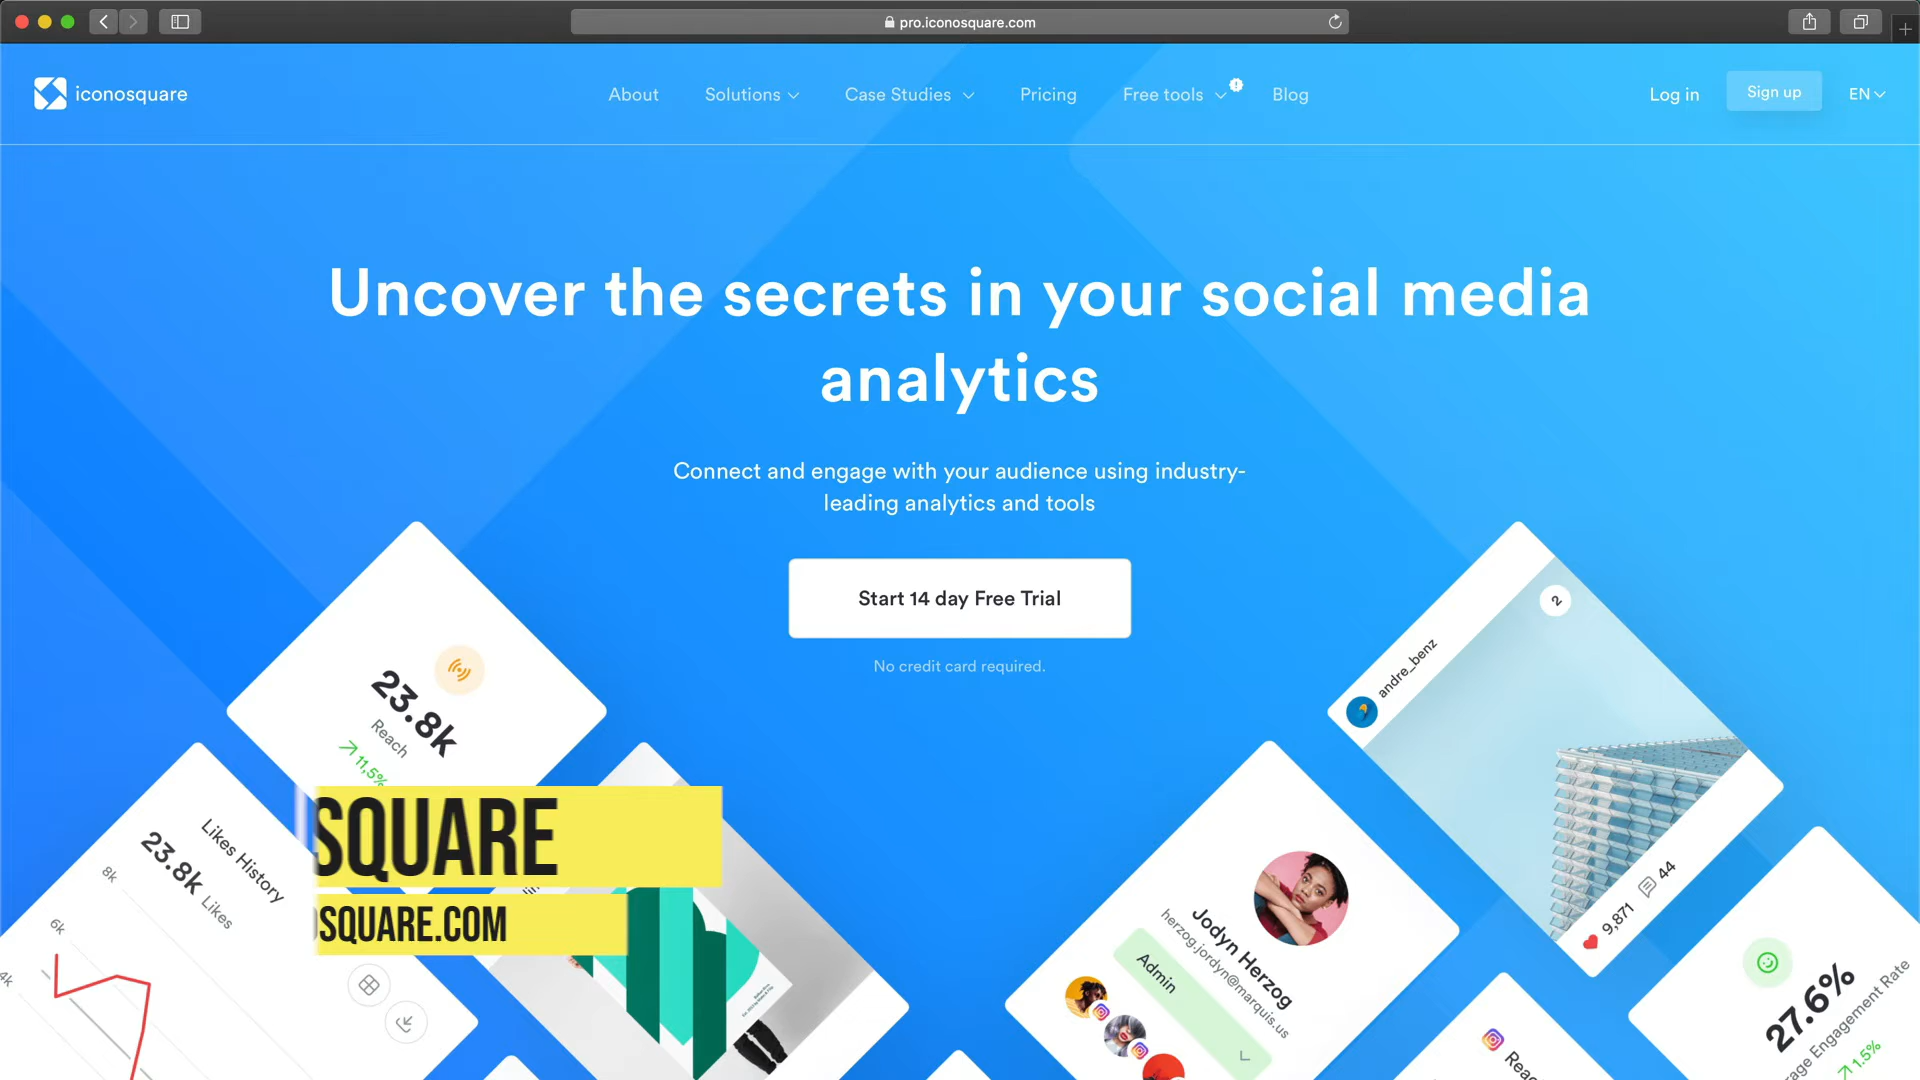 pro.iconosquare.com
iconosquare
About
Solutions
Case Studies
Pricing
Free tools
Blog
Log in
Sign up
EN
Uncover the secrets in your social media
analytics
Connect and engage with your audience using industry-
leading analytics and tools
Start 14 day Free Trial
No credit card required.
23.8k
Reach
11,5%
Likes History
23.8k Likes
8k
6k
4k
SQUARE
OSQUARE.COM
andre_benz
2
9,871
44
Jodyn Herzog
herzog.jordyn@marquis.us
Admin
27.6%
age Engagement Rate
1.5%
Reac